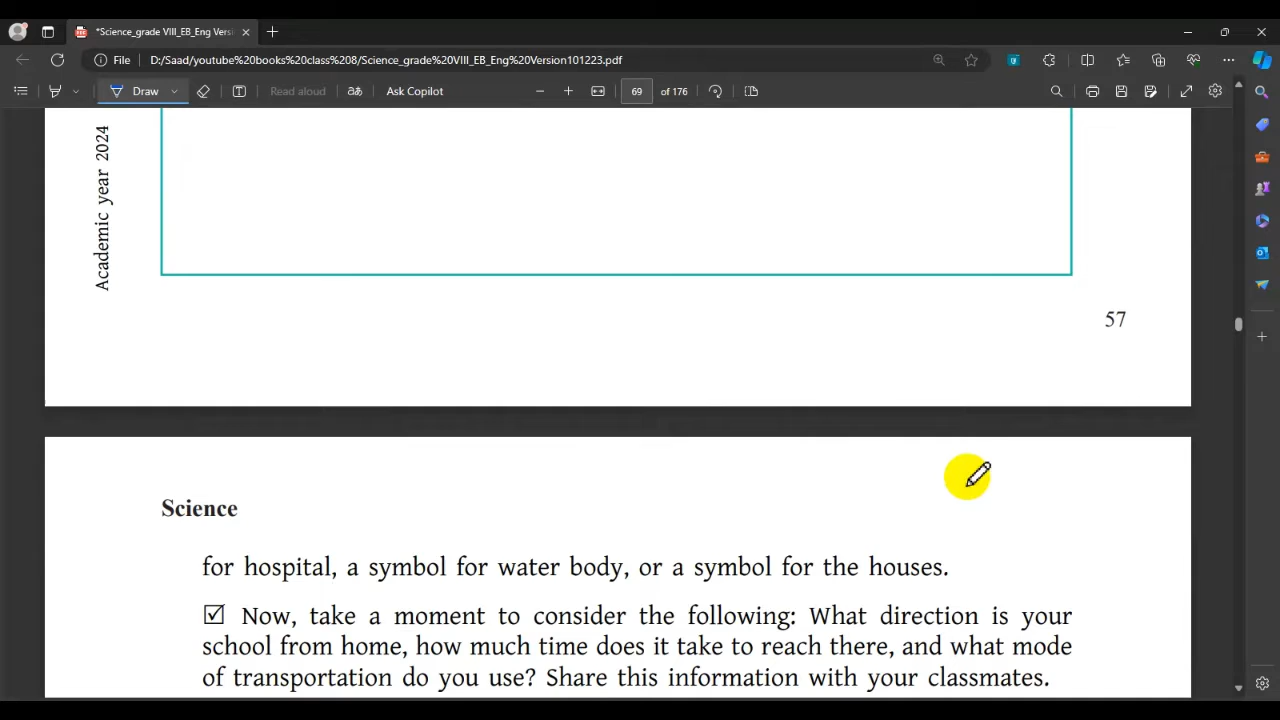 *Science_grade VIII_EB_Eng Versi
File
D:/Saad/youtube%20books%20class%208/Science_grade%20VIII_EB_Eng%20Version101223.pdf
Draw
Read aloud
Ask Copilot
69
of 176
Academic year 2024
57
Science
for hospital, a symbol for water body, or a symbol for the houses.
☑ Now, take a moment to consider the following: What direction is your
school from home, how much time does it take to reach there, and what mode
of transportation do you use? Share this information with your classmates.